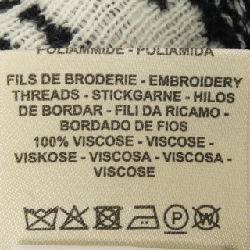 POLIAMMIDE - POLIAMIDA
FILS DE BRODERIE - EMBROIDERY
THREADS - STICKGARNE - HILOS
DE BORDAR - FILI DA RICAMO -
BORDADO DE FIOS
100% VISCOSE - VISCOSE -
VISKOSE - VISCOSA - VISCOSA -
VISCOSE